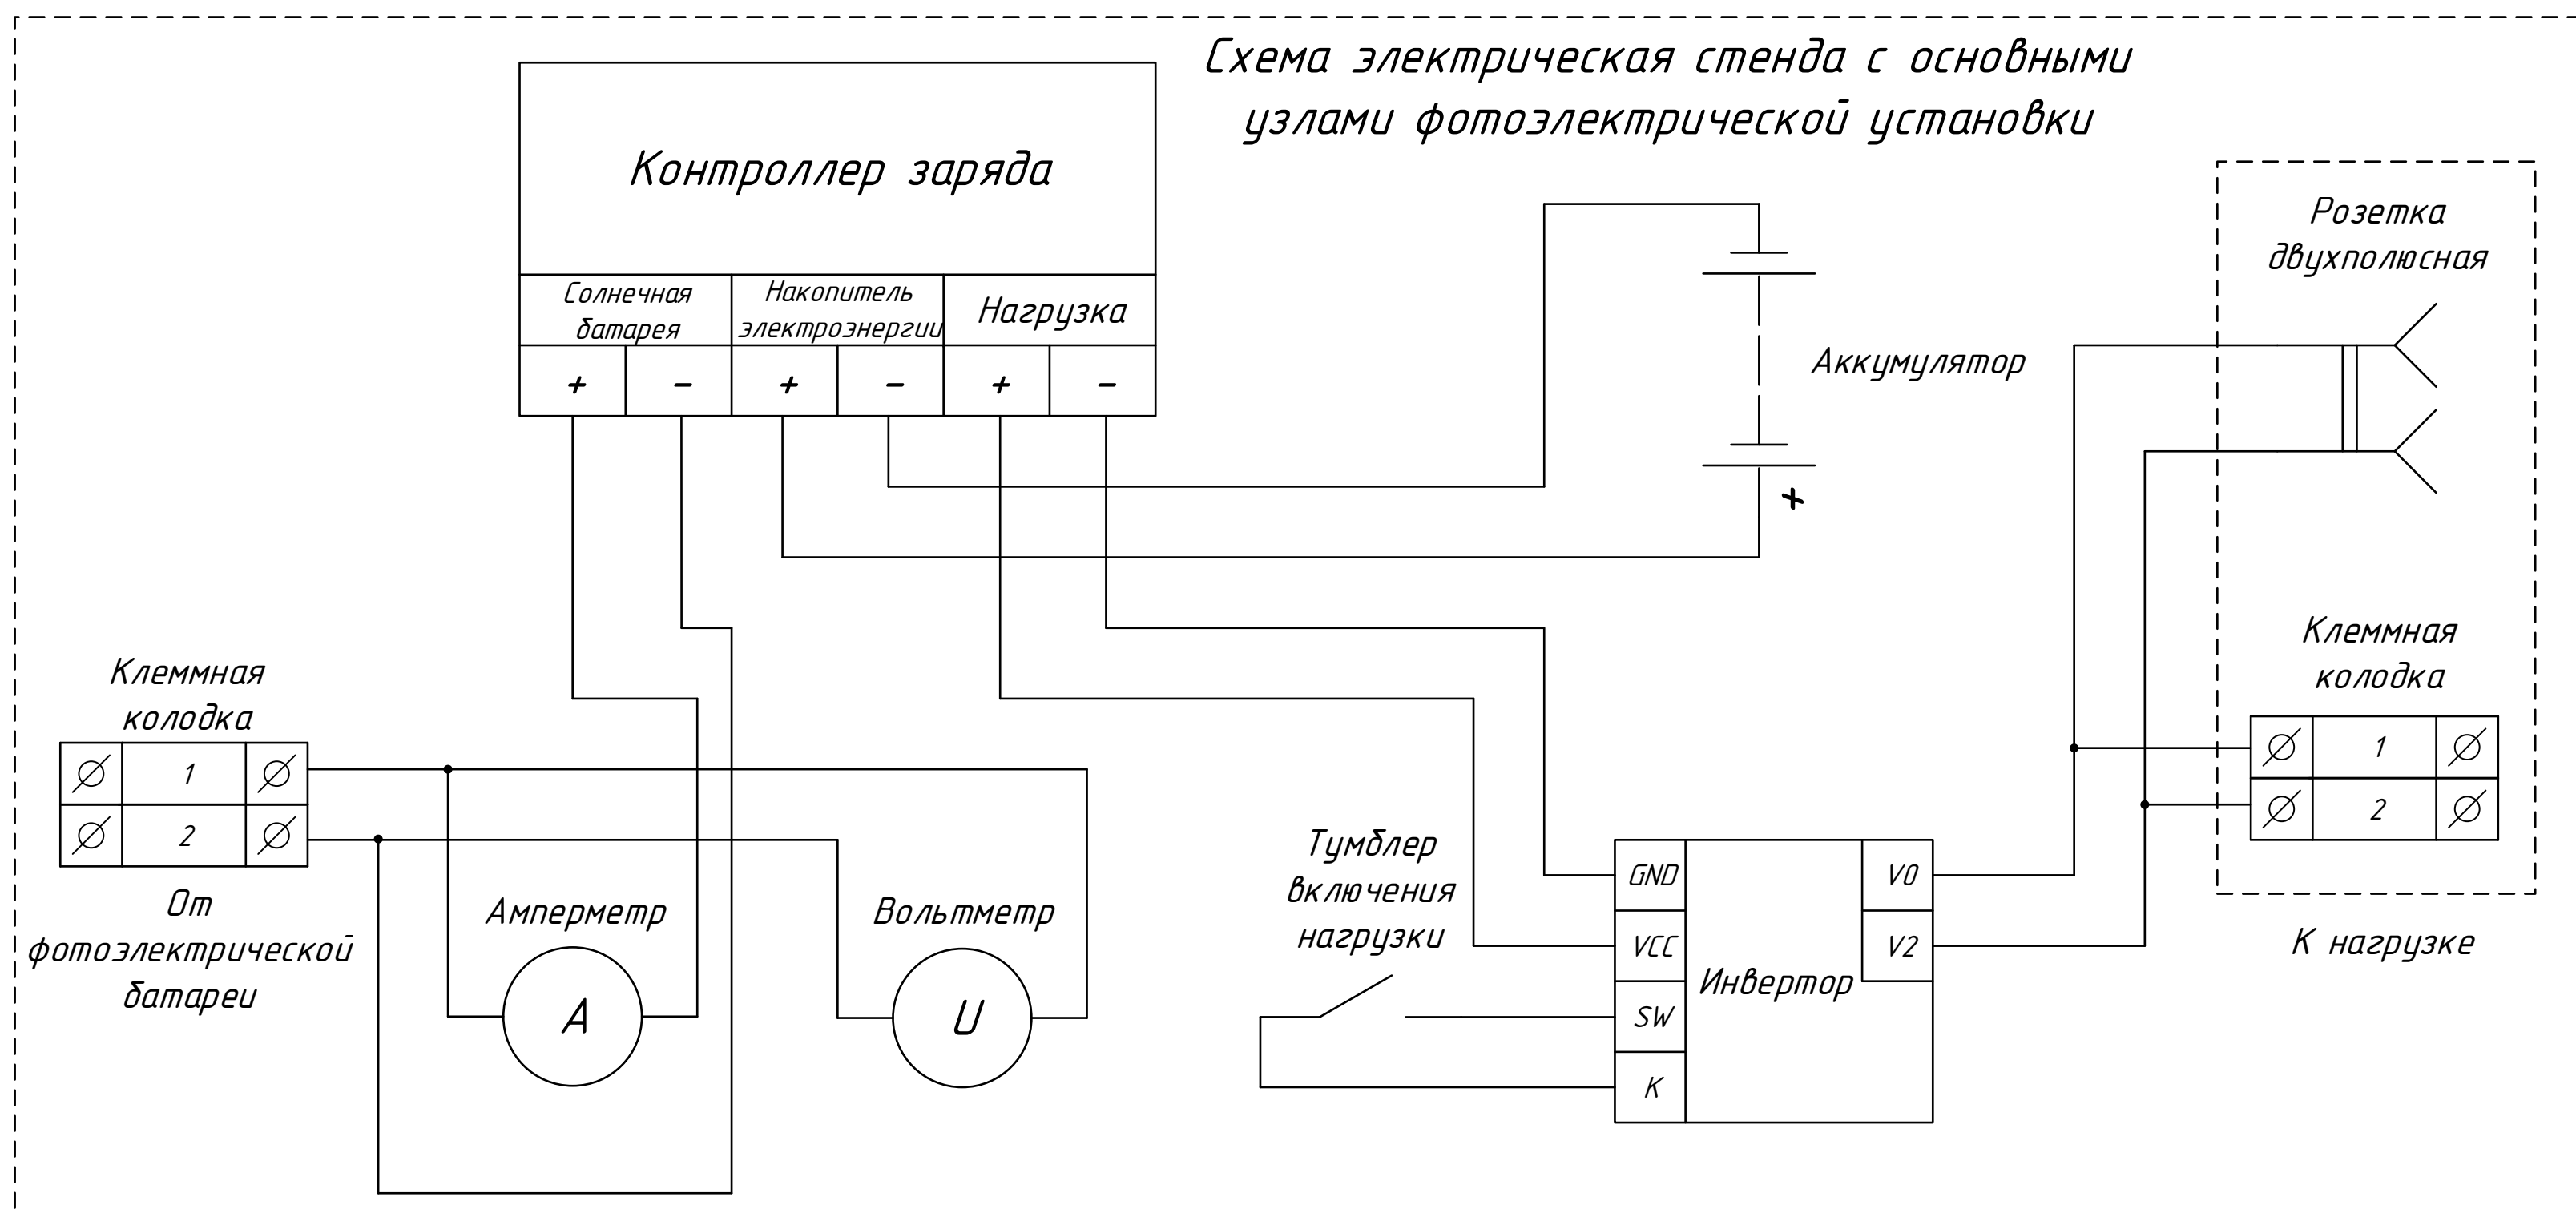 Схема электрическая стенда с основными
узлами фотоэлектрической установки
Контроллер заряда
Солнечная
батарея
Накопитель
электроэнергии
Нагрузка
+ - + - + -
Аккумулятор
+
Розетка
двухполюсная
Клеммная
колодка
1
2
От
фотоэлектрической
батареи
Амперметр
A
Вольтметр
U
Тумблер
включения
нагрузки
GND
VCC
SW
K
Инвертор
V0
V2
Клеммная
колодка
1
2
К нагрузке